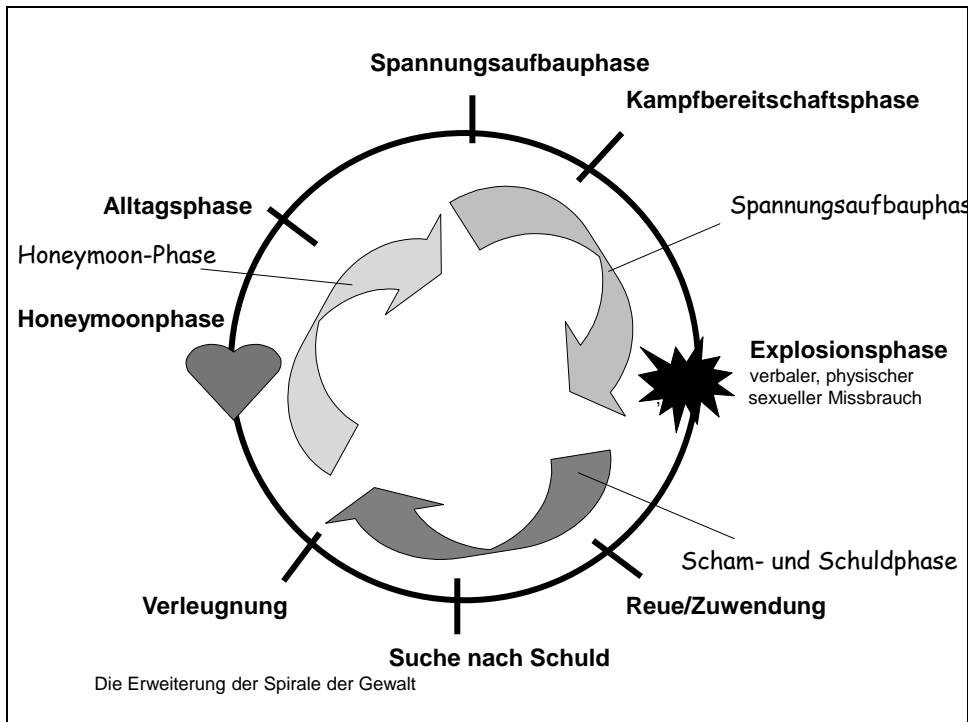 Spannungsaufbauphase
Kampfbereitschaftsphase
Alltagsphase
Spannungsaufbauphas
Honeymoon-Phase
Honeymoonphase
Explosionsphase
verbaler, physischer
sexueller Missbrauch
Scham- und Schuldphase
Verleugnung
Reue/Zuwendung
Suche nach Schuld
Die Erweiterung der Spirale der Gewalt